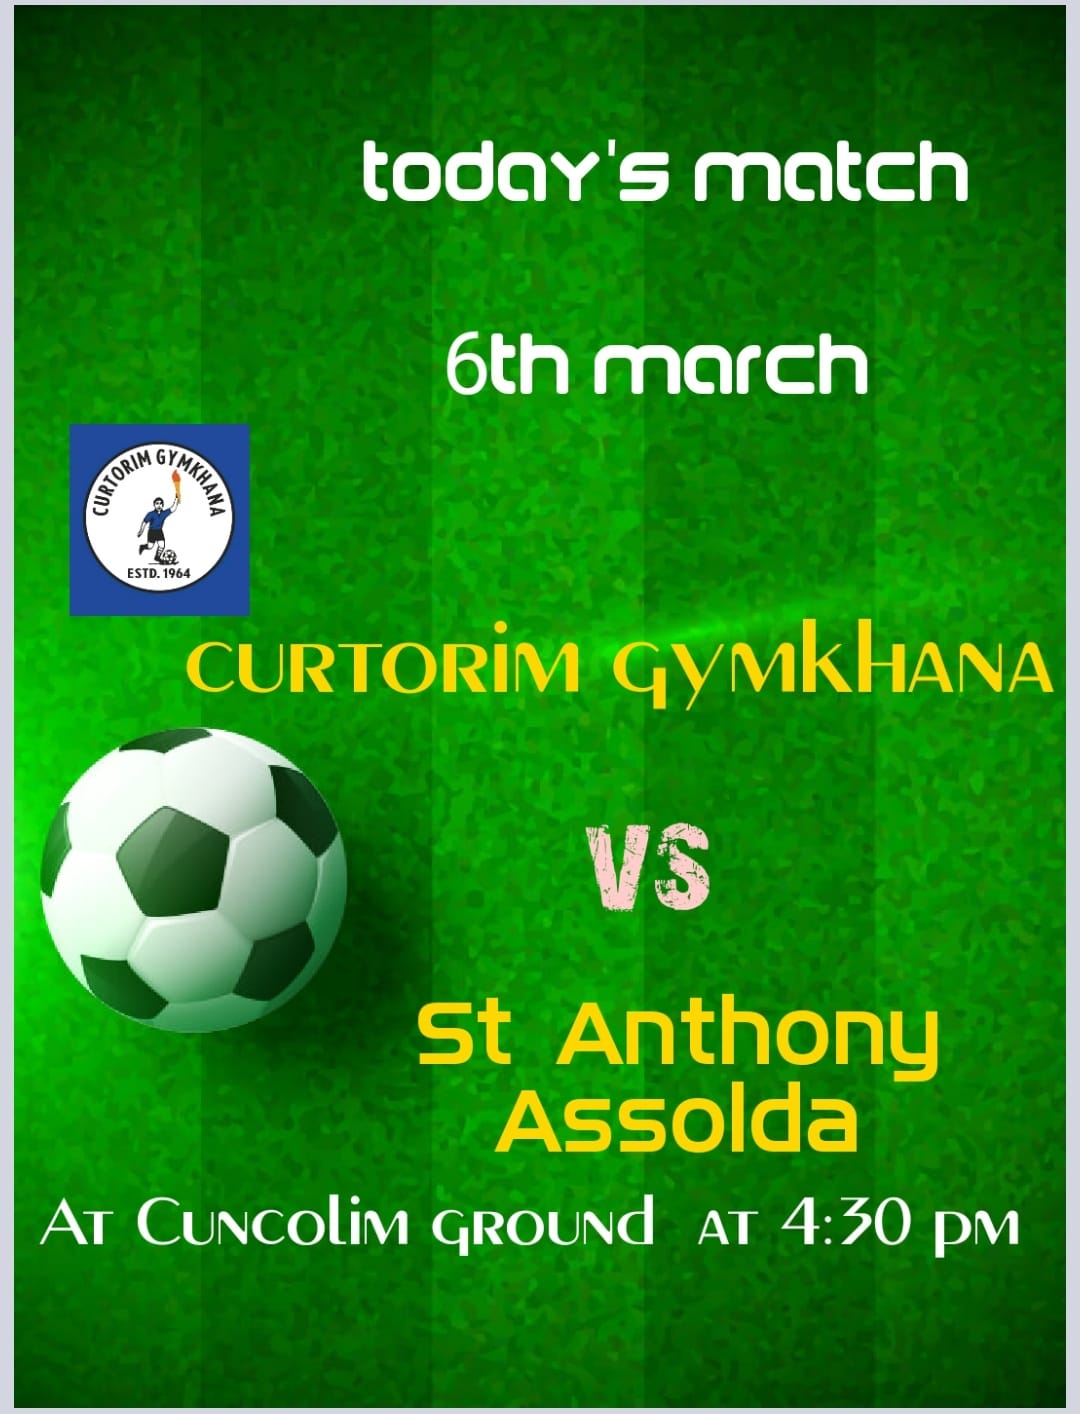 today's match
6th march
CURTORIM GYMKHANA
ESTD. 1964
CURTORIM GYMKHANA
VS
St Anthony
Assolda
At Cuncolim ground at 4:30 pm